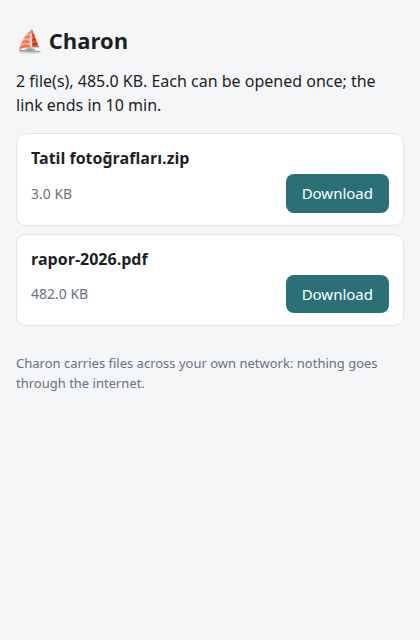 Charon
2 file(s), 485.0 KB. Each can be opened once; the
link ends in 10 min.
Tatil fotoğrafları.zip
3.0 KB
Download
rapor-2026.pdf
482.0 KB
Download
Charon carries files across your own network: nothing goes
through the internet.